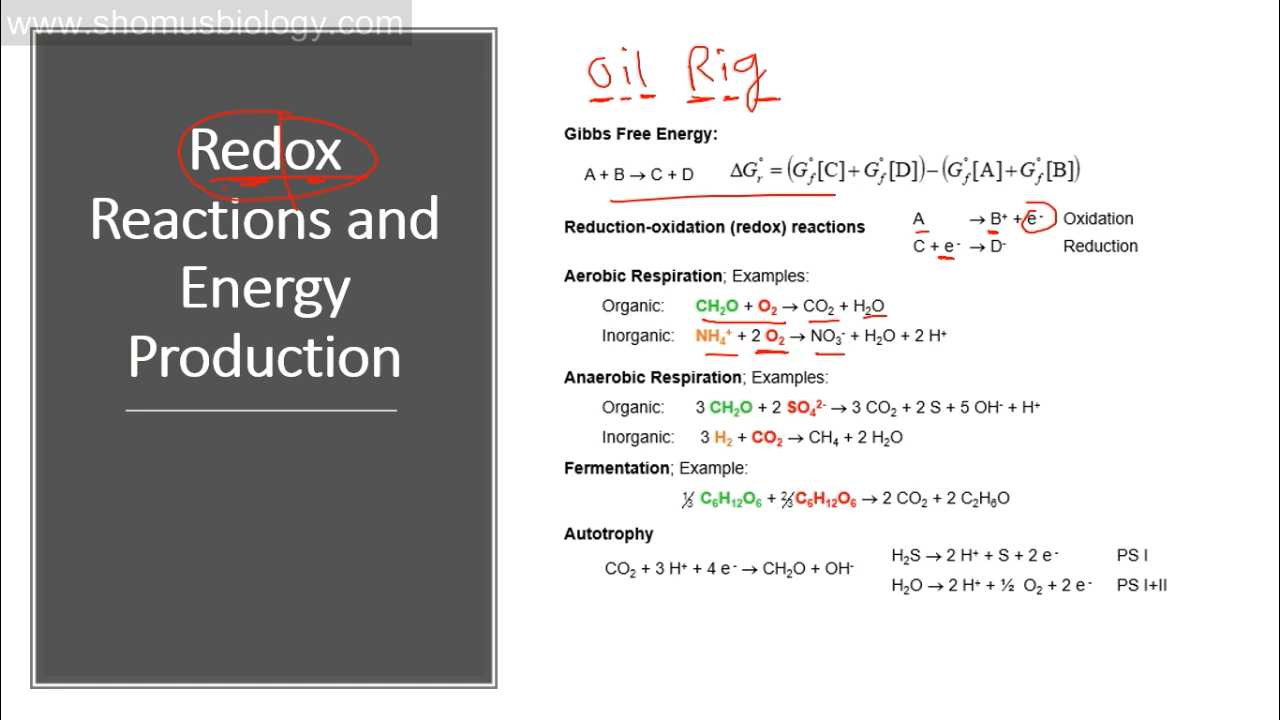 www.shomusbiology.com
Redox
Reactions and
Energy
Production
Oil Rig
Gibbs Free Energy:
A + B → C + D ΔG°r = (G°f[C] + G°f[D]) − (G°f[A] + G°f[B])
Reduction-oxidation (redox) reactions A → B⁺ + e⁻ Oxidation
C + e⁻ → D⁻ Reduction
Aerobic Respiration; Examples:
Organic: CH₂O + O₂ → CO₂ + H₂O
Inorganic: NH₄⁺ + 2 O₂ → NO₃⁻ + H₂O + 2 H⁺
Anaerobic Respiration; Examples:
Organic: 3 CH₂O + 2 SO₄²⁻ → 3 CO₂ + 2 S + 5 OH⁻ + H⁺
Inorganic: 3 H₂ + CO₂ → CH₄ + 2 H₂O
Fermentation; Example:
⅓ C₆H₁₂O₆ + ⅔ C₆H₁₂O₆ → 2 CO₂ + 2 C₂H₆O
Autotrophy
CO₂ + 3 H⁺ + 4 e⁻ → CH₂O + OH⁻
H₂S → 2 H⁺ + S + 2 e⁻ PS I
H₂O → 2 H⁺ + ½ O₂ + 2 e⁻ PS I+II